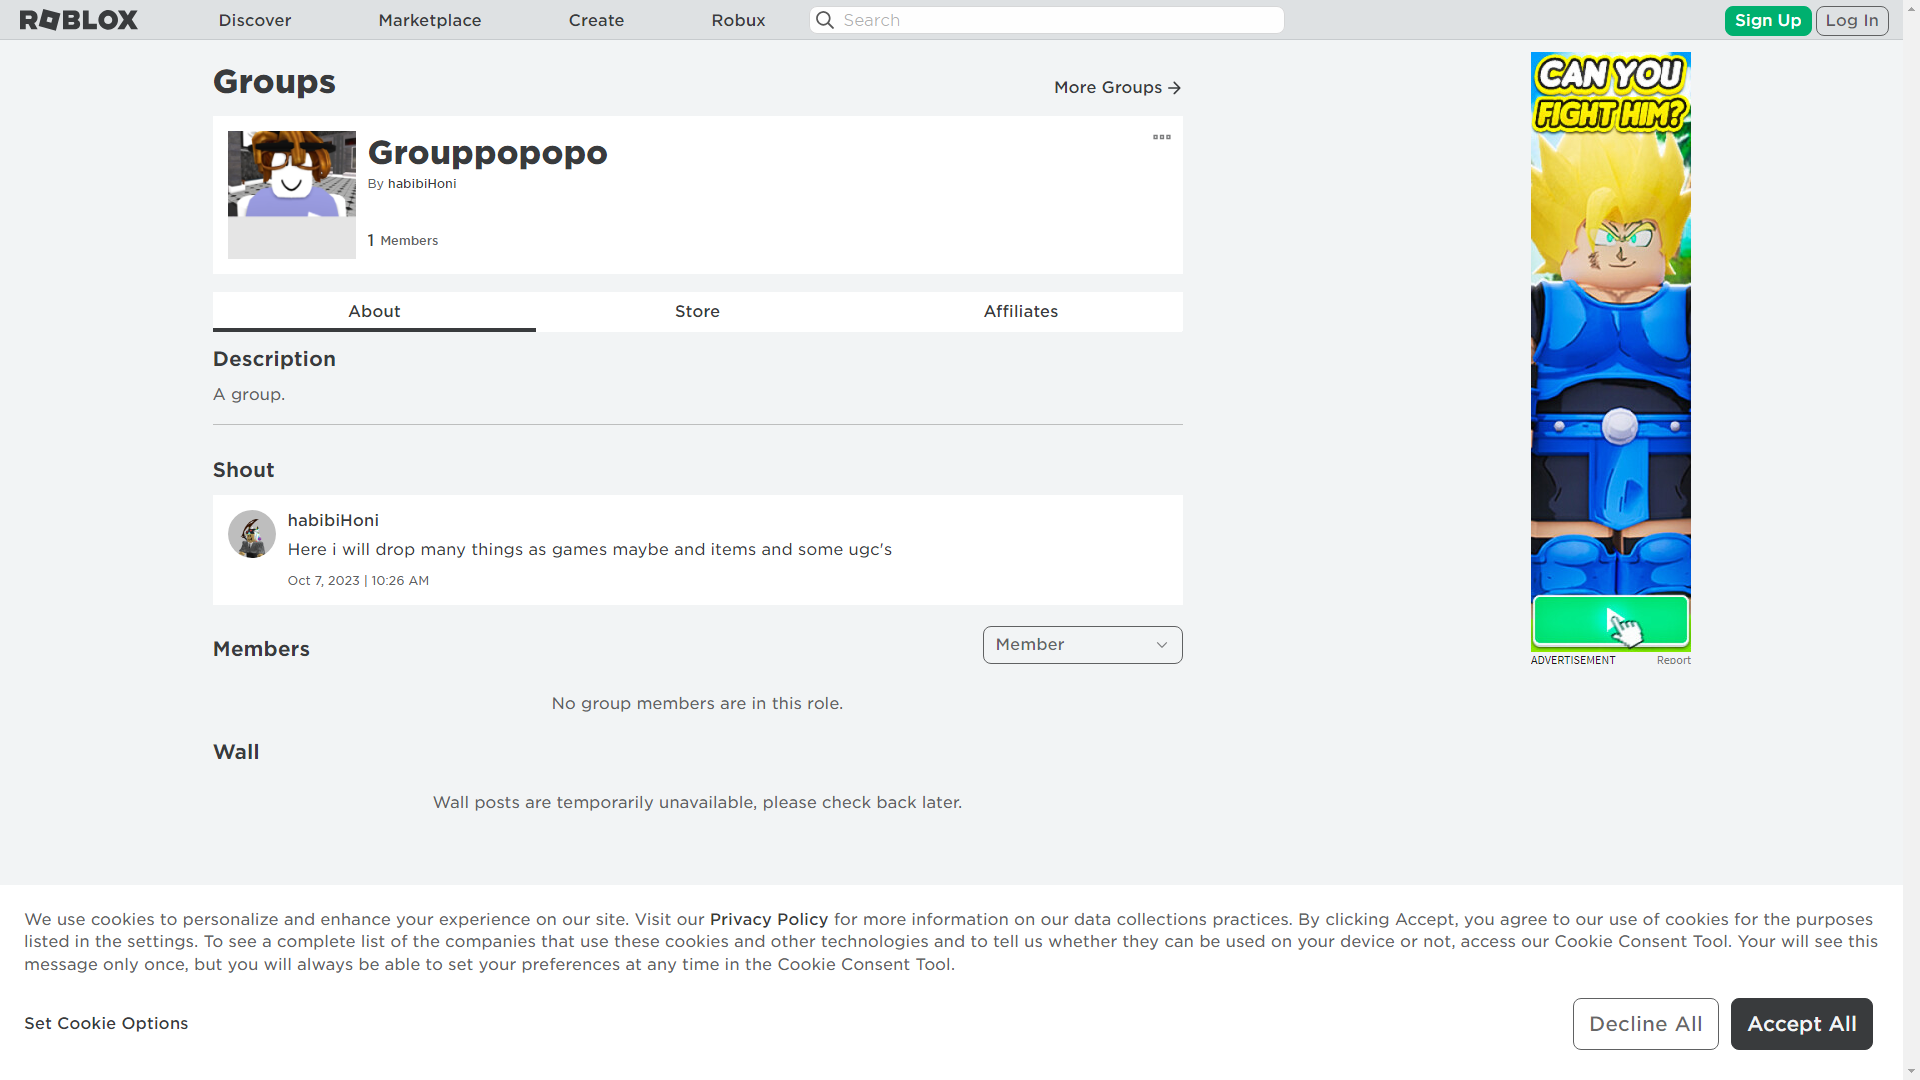 ROBLOX
Discover
Marketplace
Create
Robux
Search
Sign Up
Log In
Groups
More Groups
Grouppopopo
By habibiHoni
1 Members
About
Store
Affiliates
Description
A group.
Shout
habibiHoni
Here i will drop many things as games maybe and items and some ugc's
Oct 7, 2023 | 10:26 AM
Members
Member
No group members are in this role.
Wall
Wall posts are temporarily unavailable, please check back later.
CAN YOU
FIGHT HIM?
ADVERTISEMENT
Report
We use cookies to personalize and enhance your experience on our site. Visit our Privacy Policy for more information on our data collections practices. By clicking Accept, you agree to our use of cookies for the purposes
listed in the settings. To see a complete list of the companies that use these cookies and other technologies and to tell us whether they can be used on your device or not, access our Cookie Consent Tool. Your will see this
message only once, but you will always be able to set your preferences at any time in the Cookie Consent Tool.
Set Cookie Options
Decline All
Accept All